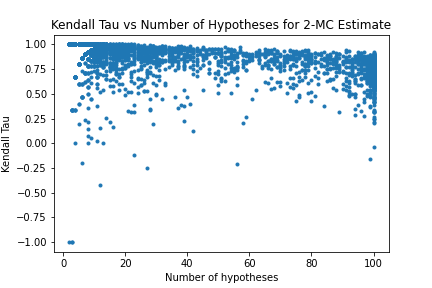 Kendall Tau vs Number of Hypotheses for 2-MC Estimate
1.00
0.75
0.50
0.25
0.00
−0.25
−0.50
−0.75
−1.00
Kendall Tau
0 20 40 60 80 100
Number of hypotheses